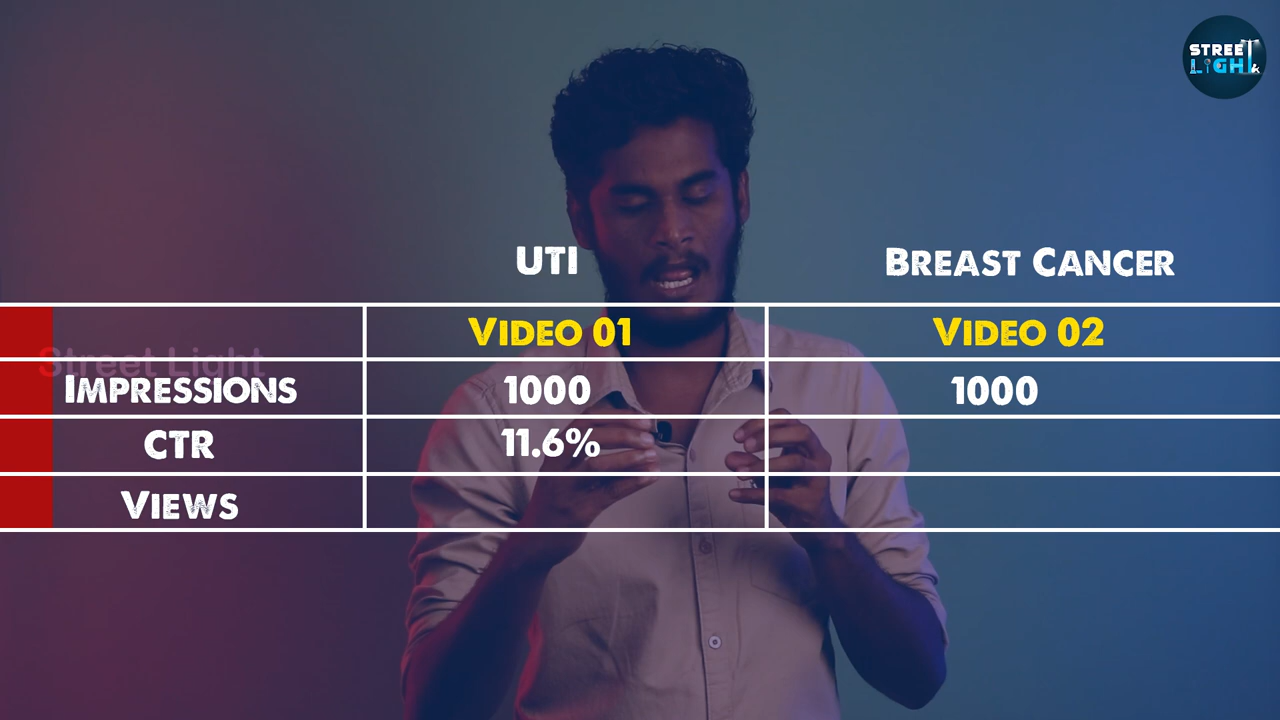 STREET
LIGHT
UTI
BREAST CANCER
VIDEO 01
VIDEO 02
Street Light
IMPRESSIONS
1000
1000
CTR
11.6%
VIEWS